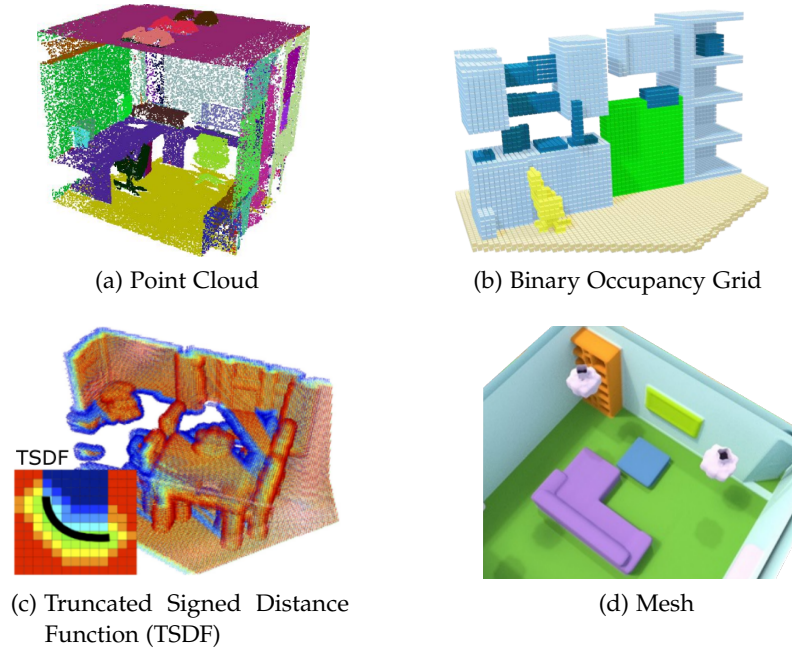 (a) Point Cloud
(b) Binary Occupancy Grid
TSDF
(c) Truncated Signed Distance
Function (TSDF)
(d) Mesh